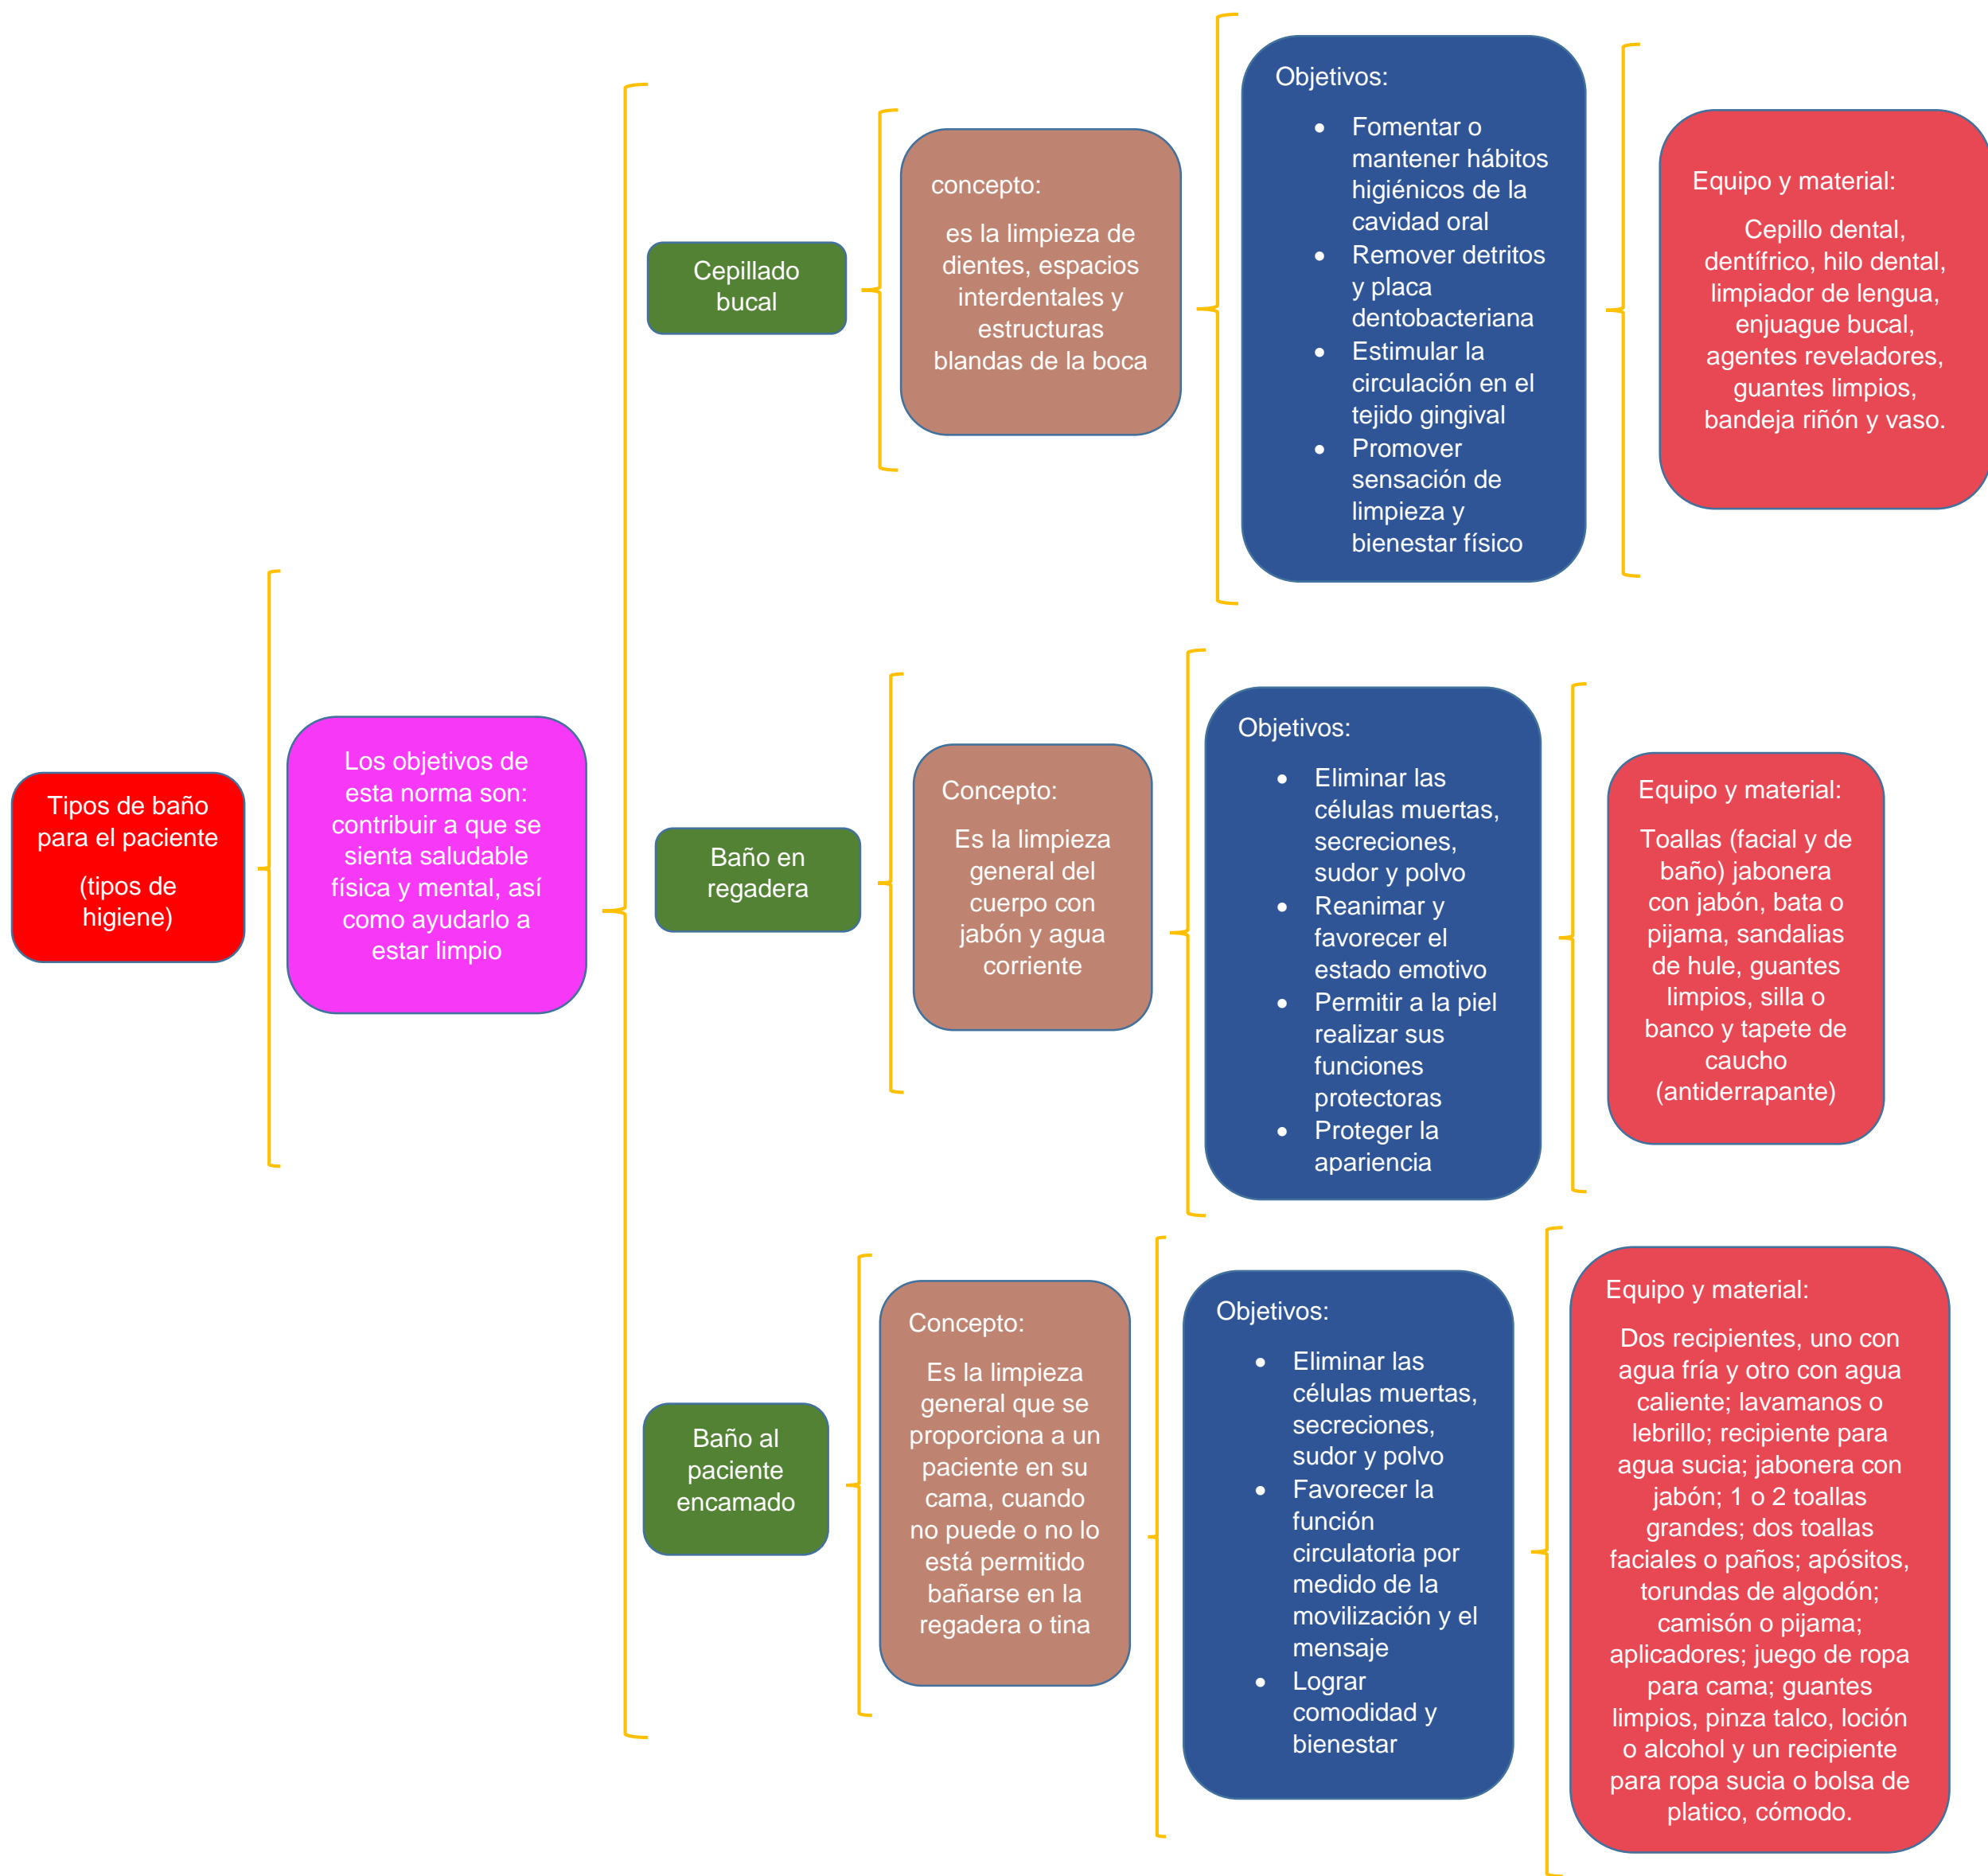 Tipos de baño
para el paciente
(tipos de
higiene)
Los objetivos de
esta norma son:
contribuir a que se
sienta saludable
física y mental, así
como ayudarlo a
estar limpio
Cepillado
bucal
concepto:
es la limpieza de
dientes, espacios
interdentales y
estructuras
blandas de la boca
Objetivos:
• Fomentar o
mantener hábitos
higiénicos de la
cavidad oral
• Remover detritos
y placa
dentobacteriana
• Estimular la
circulación en el
tejido gingival
• Promover
sensación de
limpieza y
bienestar físico
Equipo y material:
Cepillo dental,
dentífrico, hilo dental,
limpiador de lengua,
enjuague bucal,
agentes reveladores,
guantes limpios,
bandeja riñón y vaso.
Baño en
regadera
Concepto:
Es la limpieza
general del
cuerpo con
jabón y agua
corriente
Objetivos:
• Eliminar las
células muertas,
secreciones,
sudor y polvo
• Reanimar y
favorecer el
estado emotivo
• Permitir a la piel
realizar sus
funciones
protectoras
• Proteger la
apariencia
Equipo y material:
Toallas (facial y de
baño) jabonera
con jabón, bata o
pijama, sandalias
de hule, guantes
limpios, silla o
banco y tapete de
caucho
(antiderrapante)
Baño al
paciente
encamado
Concepto:
Es la limpieza
general que se
proporciona a un
paciente en su
cama, cuando
no puede o no lo
está permitido
bañarse en la
regadera o tina
Objetivos:
• Eliminar las
células muertas,
secreciones,
sudor y polvo
• Favorecer la
función
circulatoria por
medido de la
movilización y el
mensaje
• Lograr
comodidad y
bienestar
Equipo y material:
Dos recipientes, uno con
agua fría y otro con agua
caliente; lavamanos o
lebrillo; recipiente para
agua sucia; jabonera con
jabón; 1 o 2 toallas
grandes; dos toallas
faciales o paños; apósitos,
torundas de algodón;
camisón o pijama;
aplicadores; juego de ropa
para cama; guantes
limpios, pinza talco, loción
o alcohol y un recipiente
para ropa sucia o bolsa de
platico, cómodo.